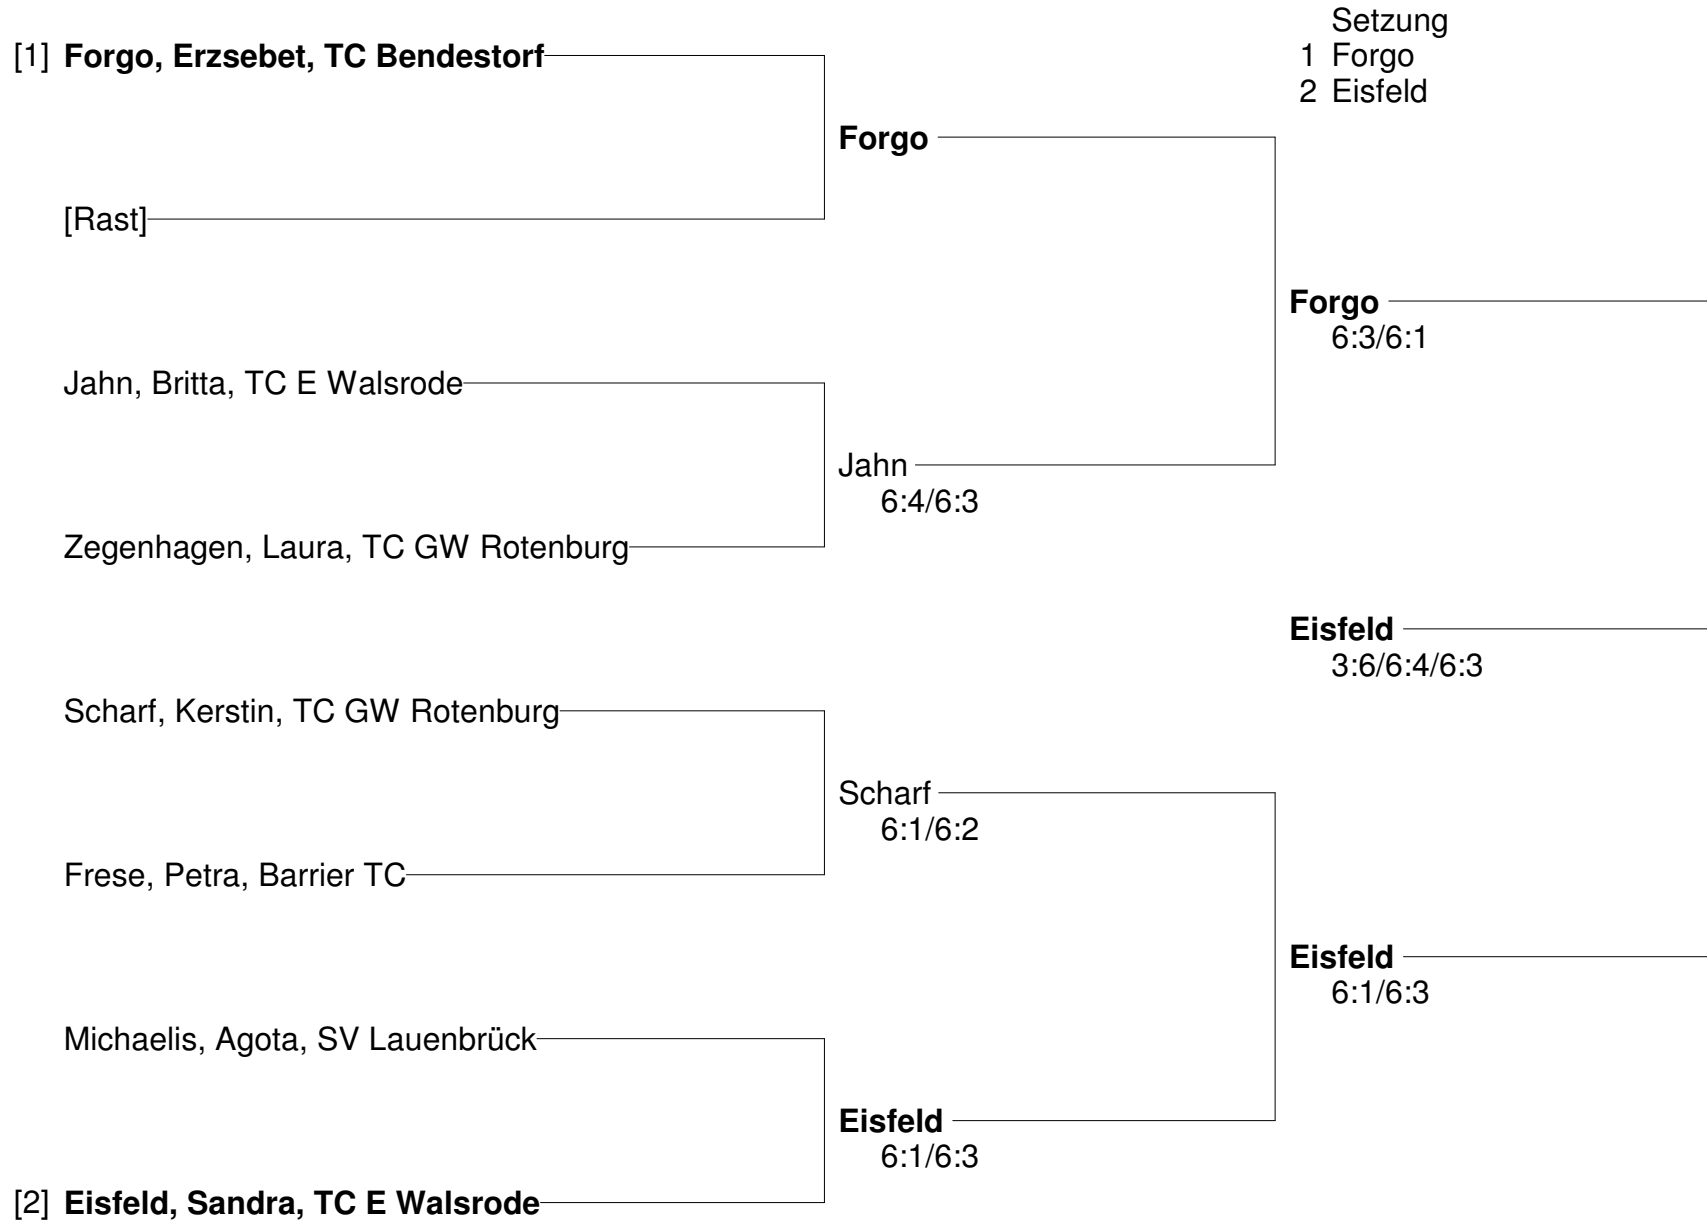 Setzung
1 Forgo
2 Eisfeld
[1] Forgo, Erzsebet, TC Bendestorf
Forgo
[Rast]
Forgo
6:3/6:1
Jahn, Britta, TC E Walsrode
Jahn
6:4/6:3
Zegenhagen, Laura, TC GW Rotenburg
Eisfeld
3:6/6:4/6:3
Scharf, Kerstin, TC GW Rotenburg
Scharf
6:1/6:2
Frese, Petra, Barrier TC
Eisfeld
6:1/6:3
Michaelis, Agota, SV Lauenbrück
Eisfeld
6:1/6:3
[2] Eisfeld, Sandra, TC E Walsrode